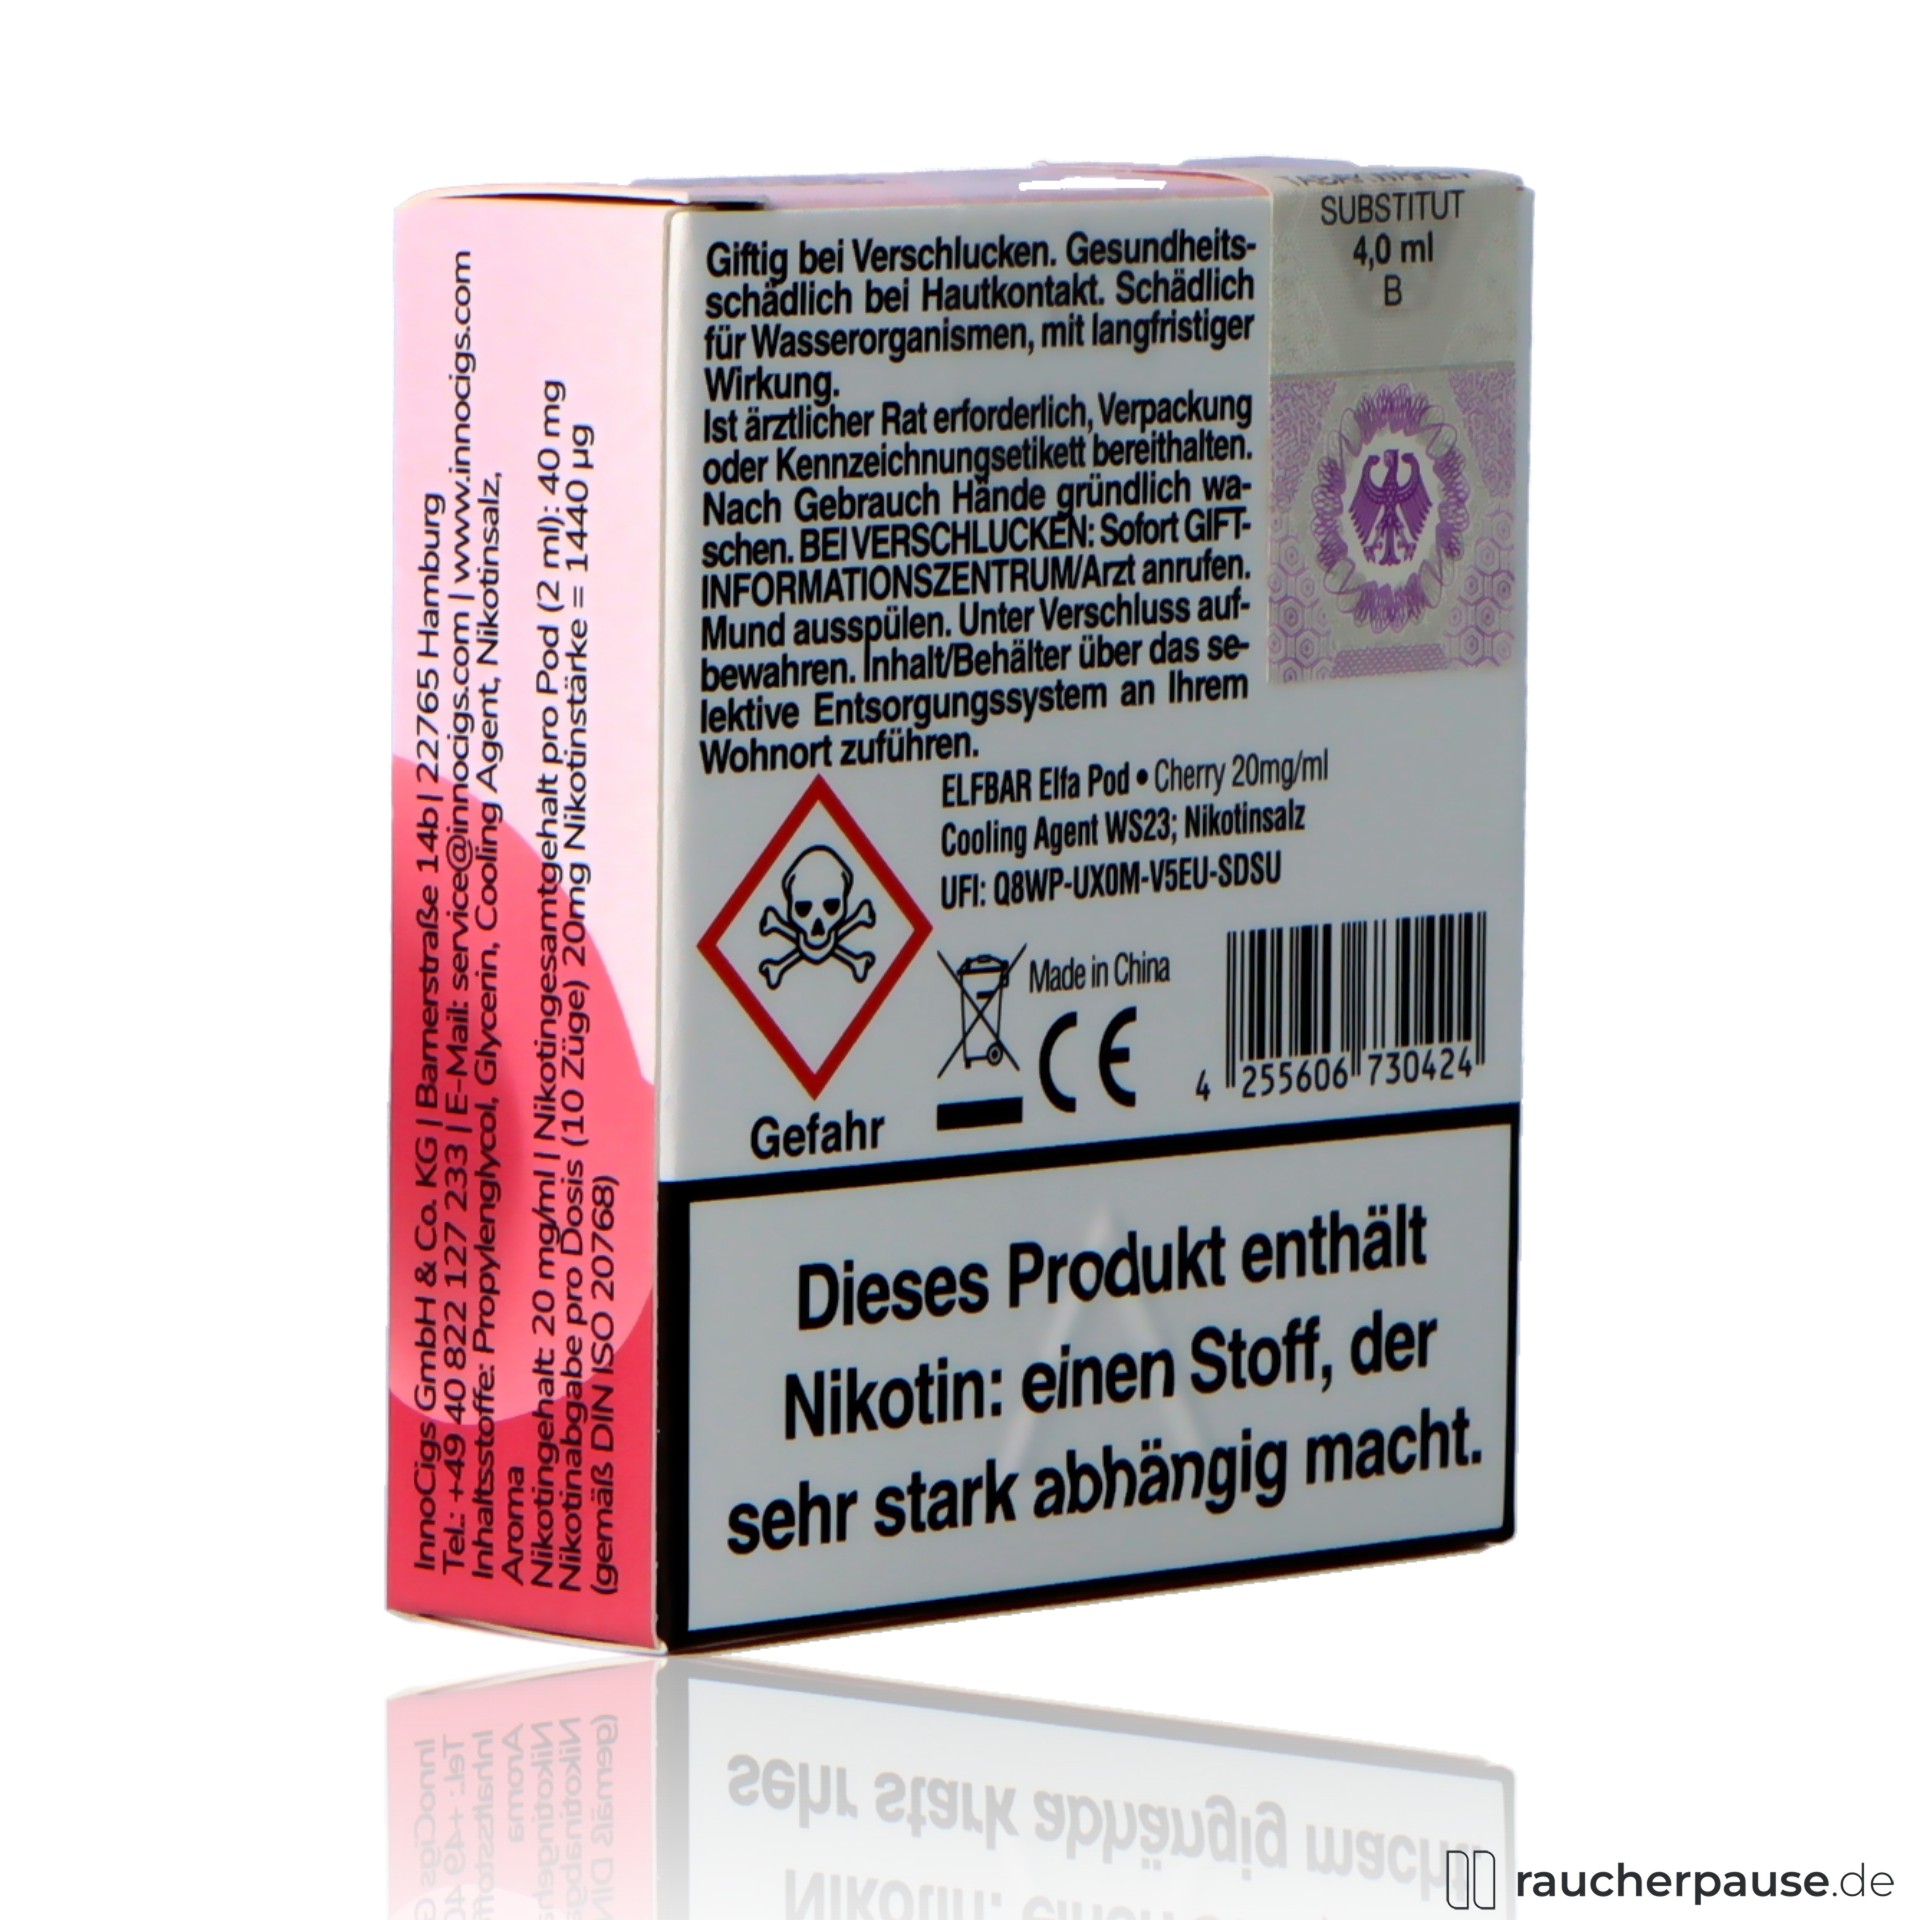 InnoCigs GmbH & Co. KG | Barnerstraße 14b | 22765 Hamburg
Tel.: +49 40 822 127 233 | E-Mail: service@innocigs.com | www.innocigs.com
Inhaltsstoffe: Propylenglycol, Glycerin, Cooling Agent, Nikotinsalz,
Aroma
Nikotingehalt: 20 mg/ml | Nikotingesamtgehalt pro Pod (2 ml): 40 mg
Nikotinabgabe pro Dosis (10 Züge) 20mg Nikotinstärke = 1440 µg
(gemäß DIN ISO 20768)
Giftig bei Verschlucken. Gesundheits-
schädlich bei Hautkontakt. Schädlich
für Wasserorganismen, mit langfristiger
Wirkung.
Ist ärztlicher Rat erforderlich, Verpackung
oder Kennzeichnungsetikett bereithalten.
Nach Gebrauch Hände gründlich wa-
schen. BEI VERSCHLUCKEN: Sofort GIFT-
INFORMATIONSZENTRUM/Arzt anrufen.
Mund ausspülen. Unter Verschluss auf-
bewahren. Inhalt/Behälter über das se-
lektive Entsorgungssystem an Ihrem
Wohnort zuführen.
SUBSTITUT
4,0 ml
B
ELFBAR Elfa Pod • Cherry 20mg/ml
Cooling Agent WS23; Nikotinsalz
UFI: Q8WP-UX0M-V5EU-SDSU
Made in China
CE
4 255606 730424
Gefahr
Dieses Produkt enthält
Nikotin: einen Stoff, der
sehr stark abhängig macht.
raucherpause.de